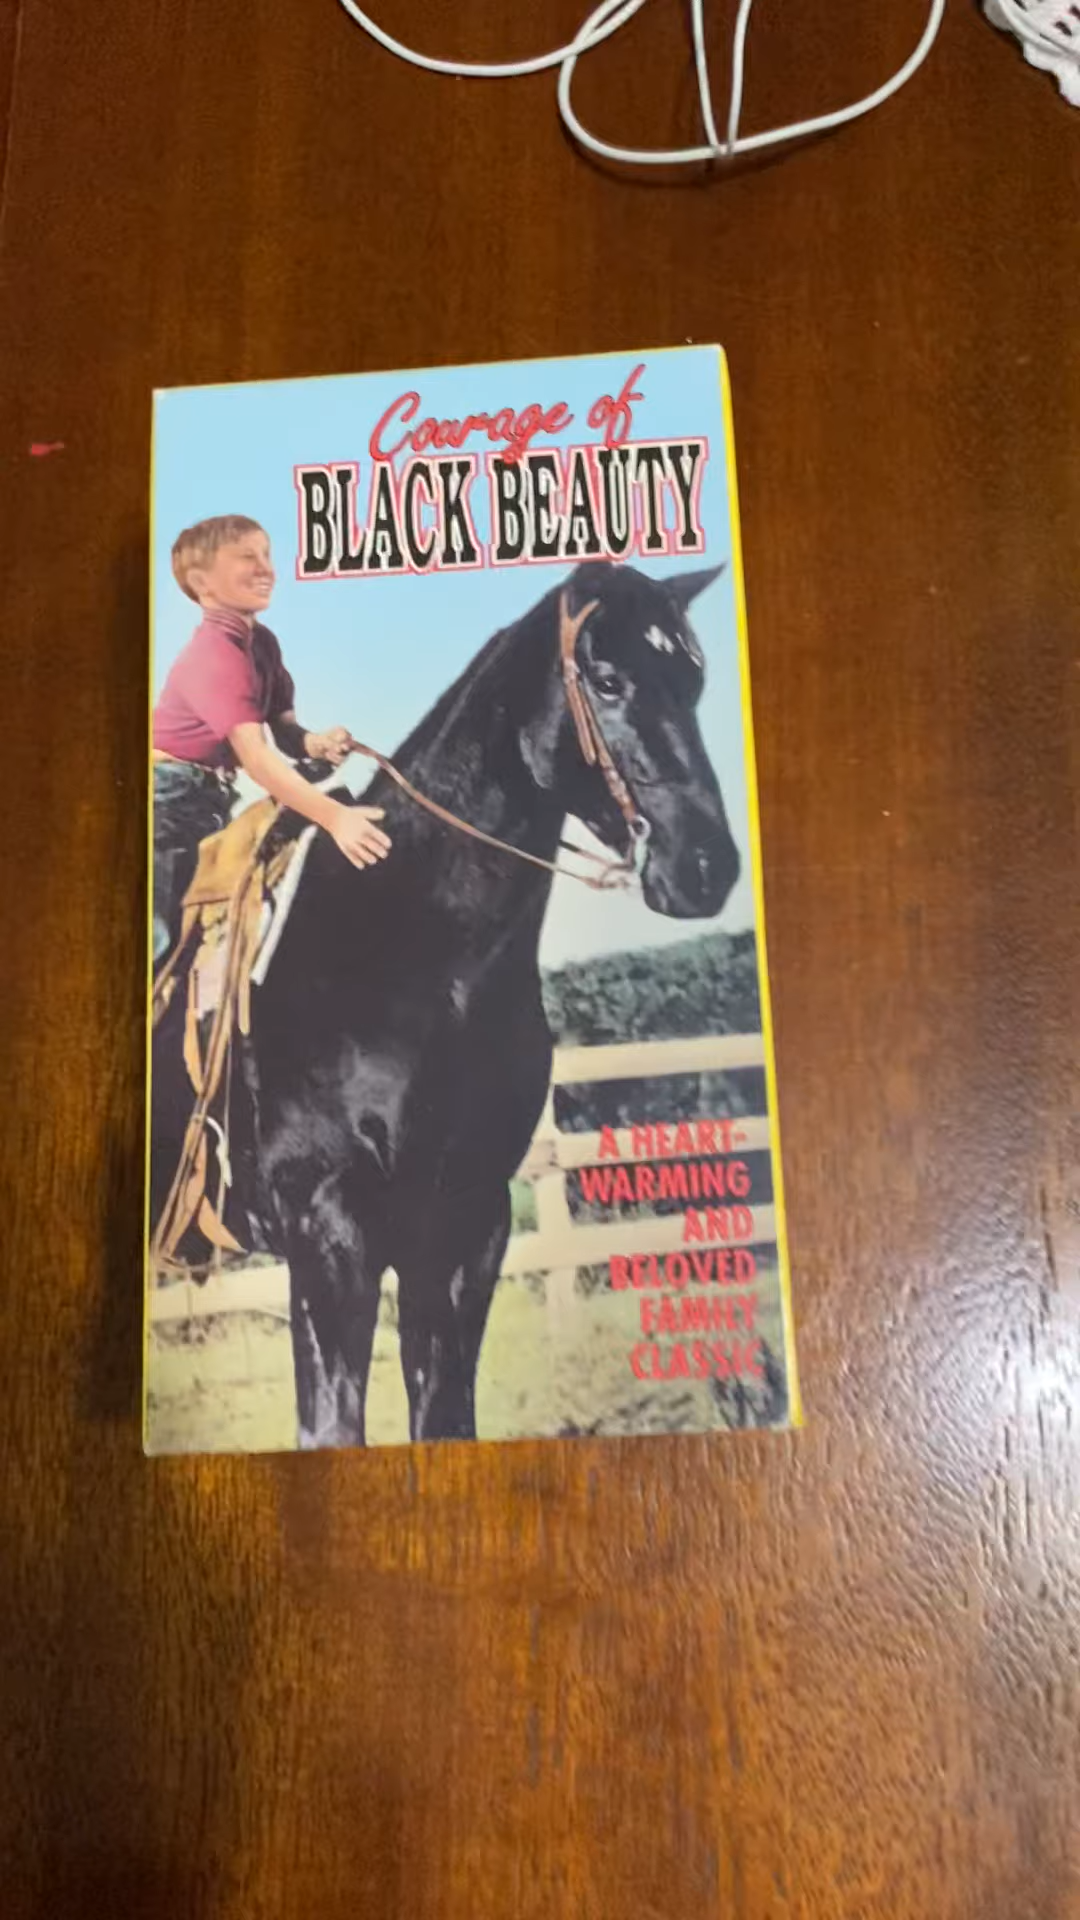 Courage of
BLACK BEAUTY
A HEART-
WARMING
AND
BELOVED
FAMILY
CLASSIC